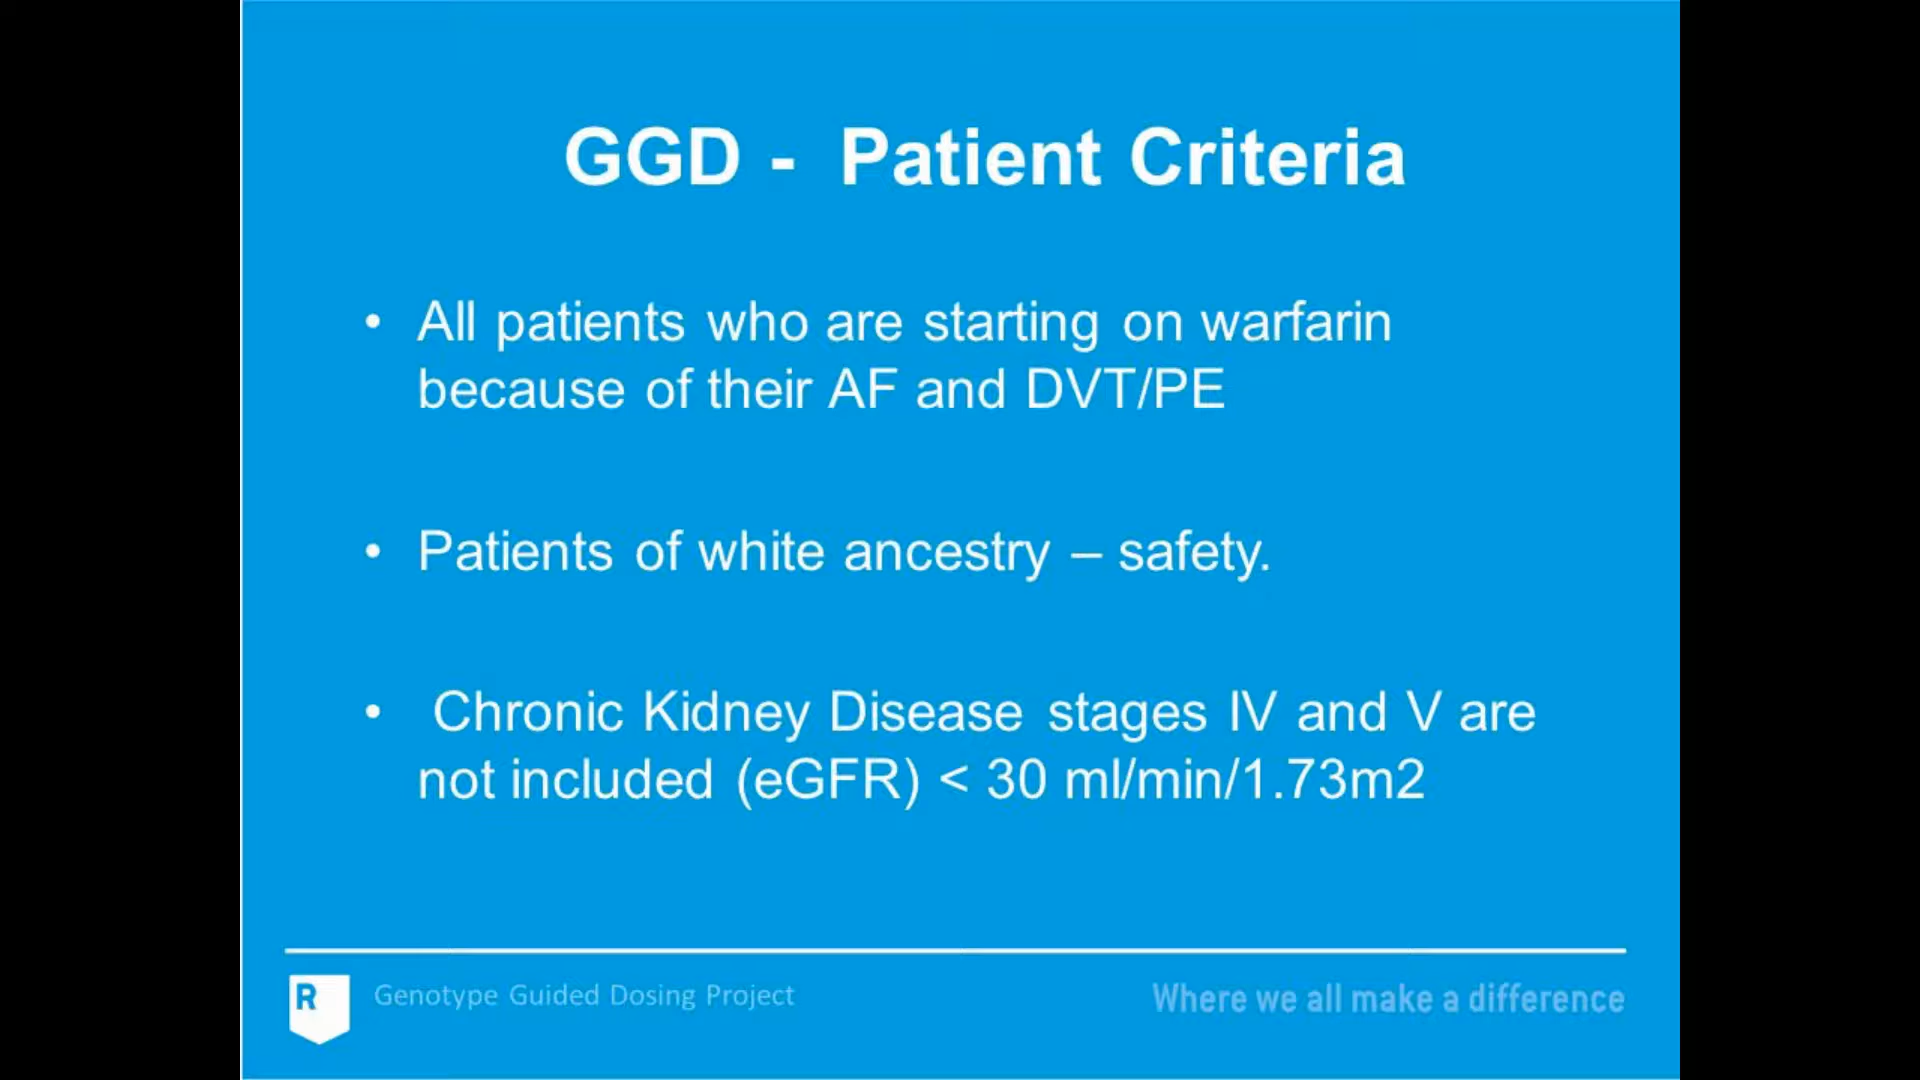 GGD - Patient Criteria
• All patients who are starting on warfarin
because of their AF and DVT/PE
• Patients of white ancestry – safety.
• Chronic Kidney Disease stages IV and V are
not included (eGFR) < 30 ml/min/1.73m2
R Genotype Guided Dosing Project Where we all make a difference